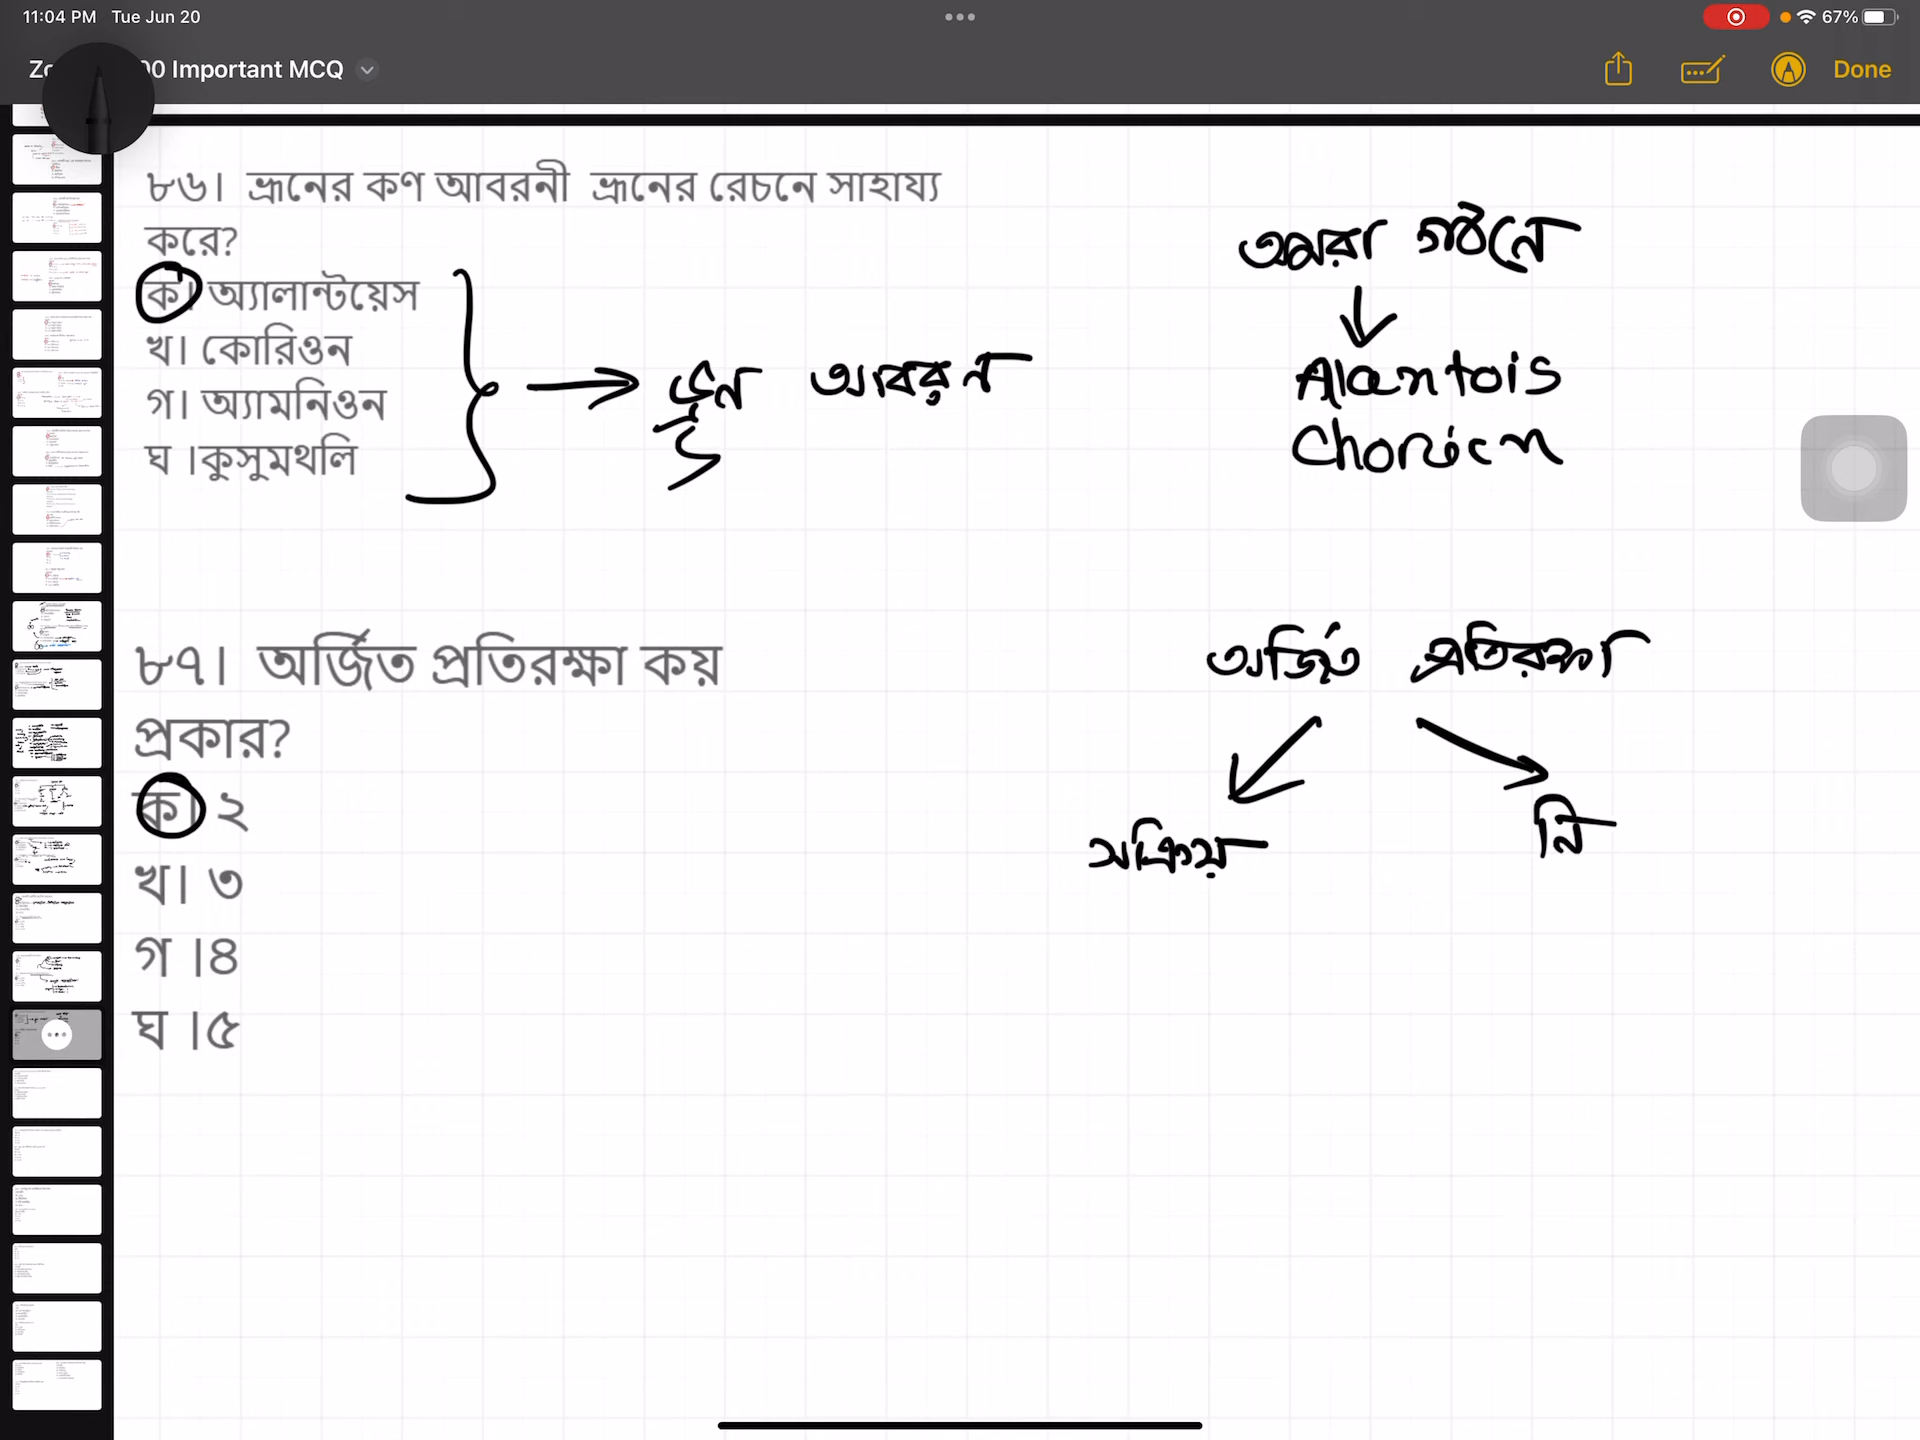 11:04 PM Tue Jun 20
67%
00 Important MCQ
Done
৮৬। ভ্রূনের কণ আবরনী ভ্রূনের রেচনে সাহায্য
করে?
ক। অ্যালান্টয়েস
খ। কোরিওন
গ। অ্যামনিওন
ঘ ।কুসুমথলি
ভ্রূন আবরন
অমরা গঠনে
Alantois
Chorion
৮৭। অর্জিত প্রতিরক্ষা কয়
প্রকার?
ক। ২
খ। ৩
গ ।৪
ঘ ।৫
অর্জিত প্রতিরক্ষা
সক্রিয়
নি